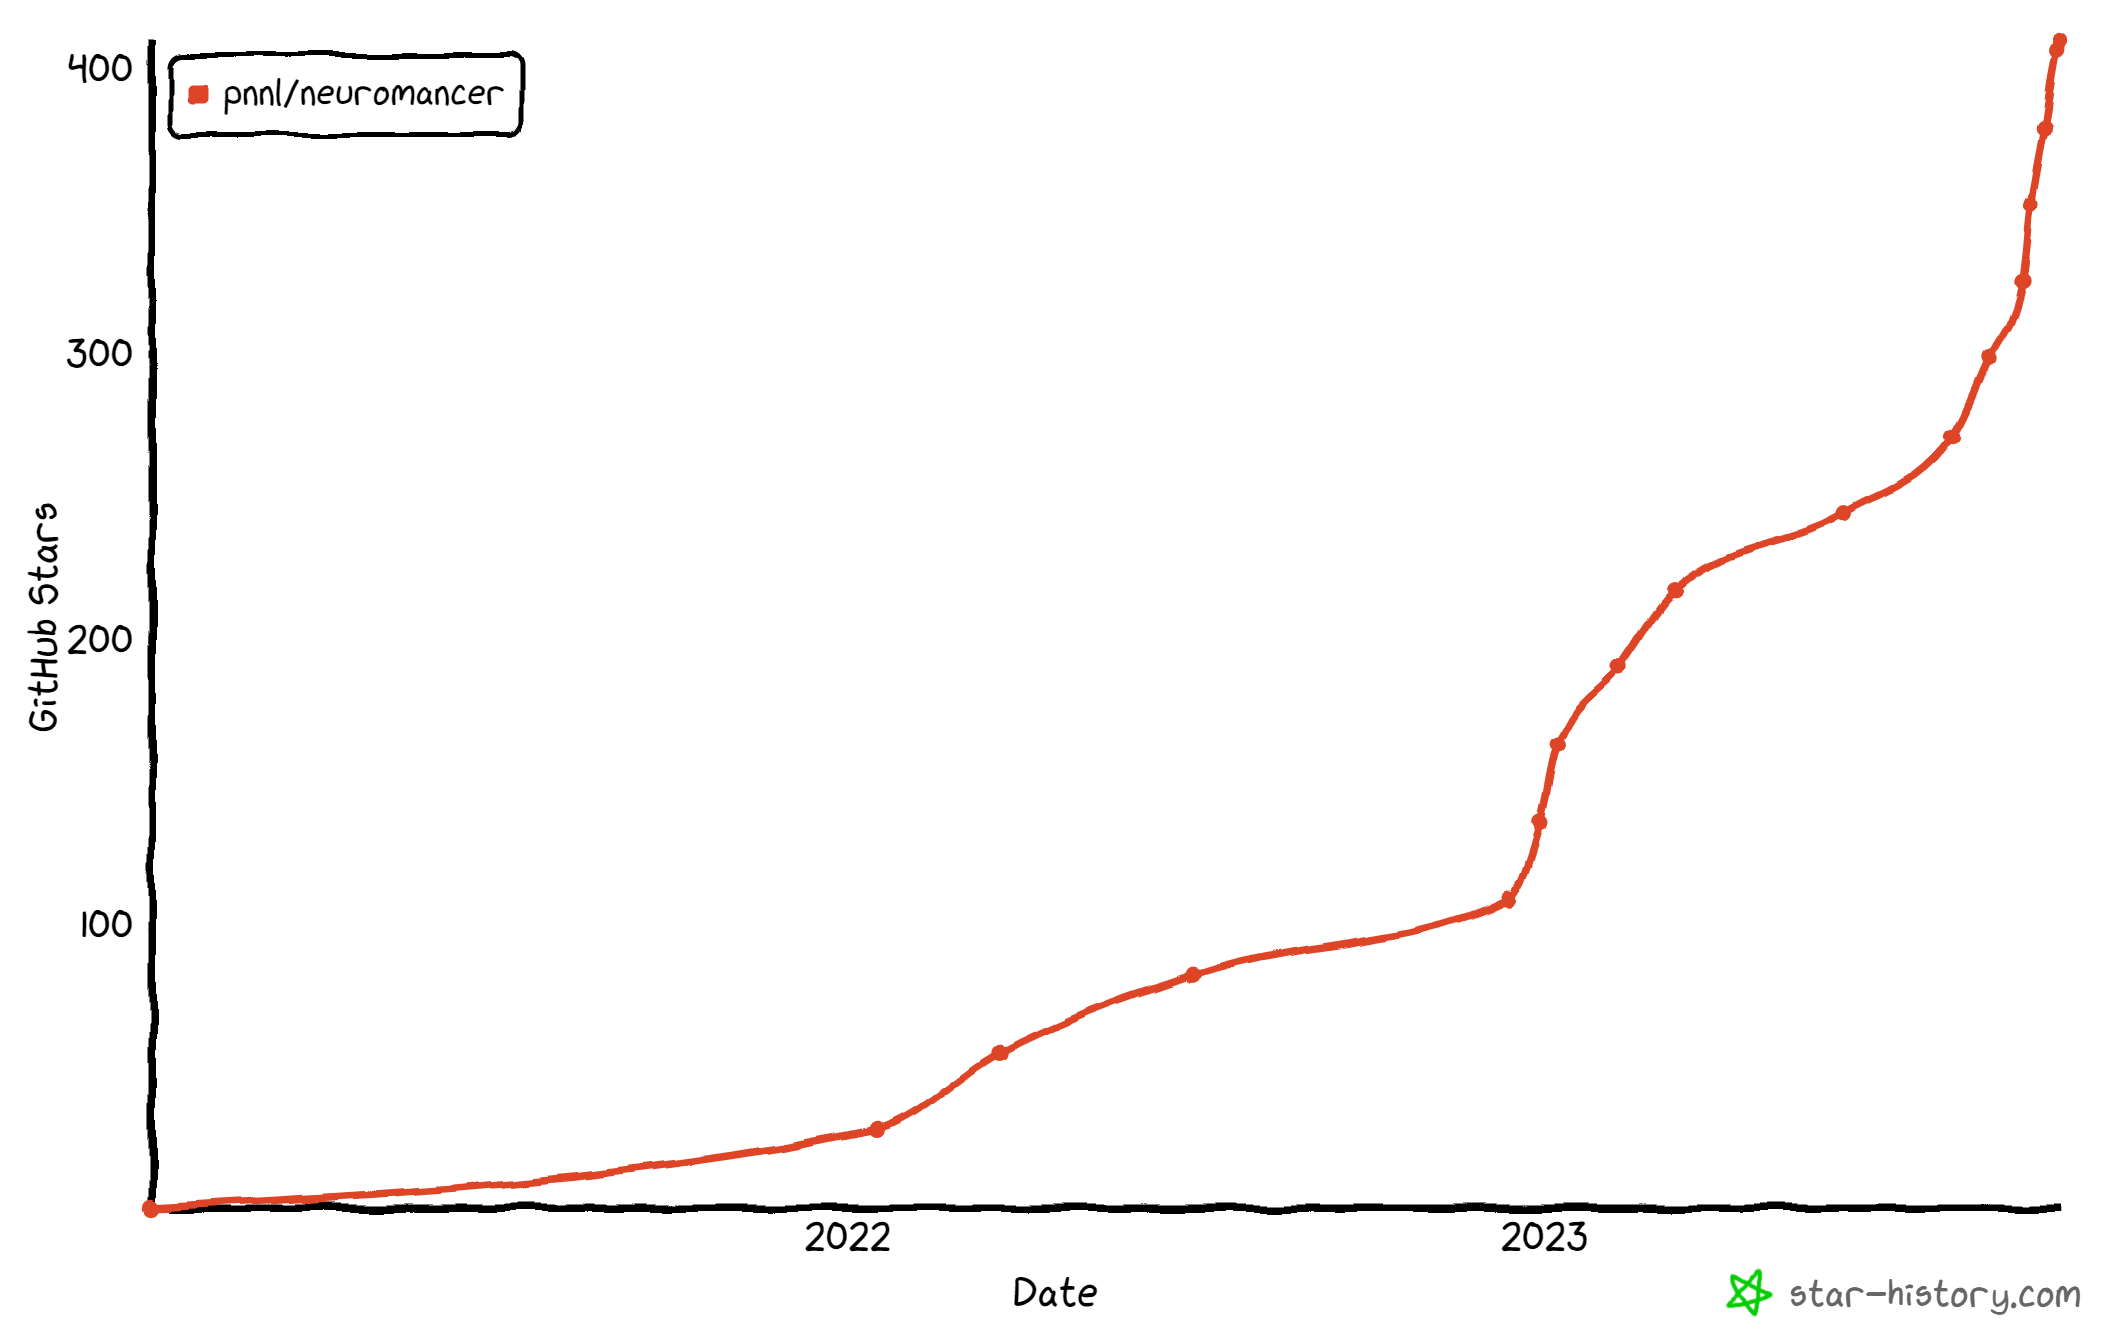 400
pnnl/neuromancer
300
200
100
GitHub Stars
2022
2023
Date
star-history.com